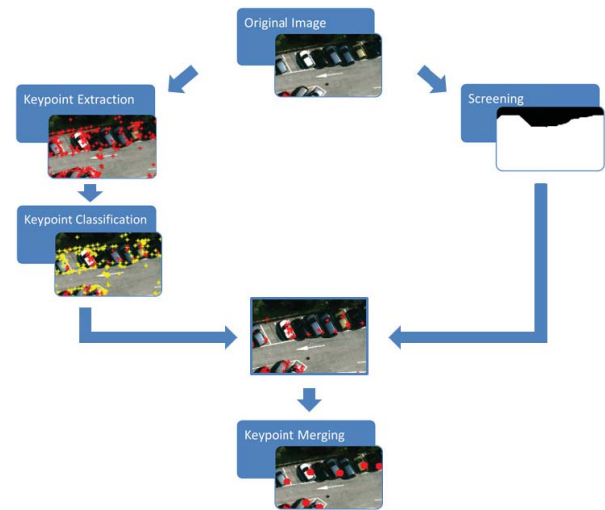 Original Image
Keypoint Extraction
Screening
Keypoint Classification
Keypoint Merging